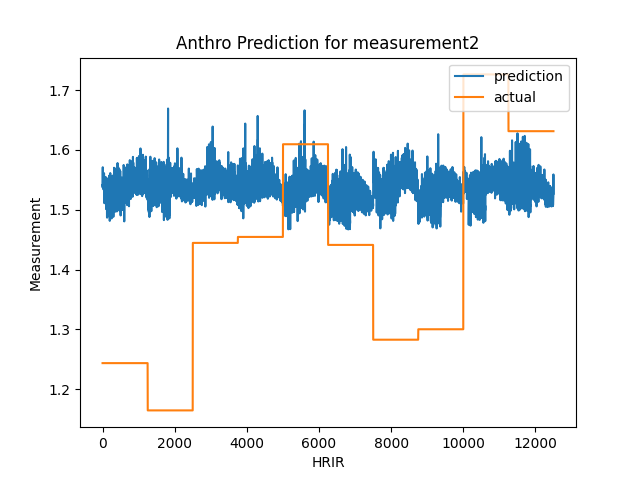 Anthro Prediction for measurement2
prediction
actual
1.7
1.6
1.5
1.4
1.3
1.2
Measurement
0
2000
4000
6000
8000
10000
12000
HRIR